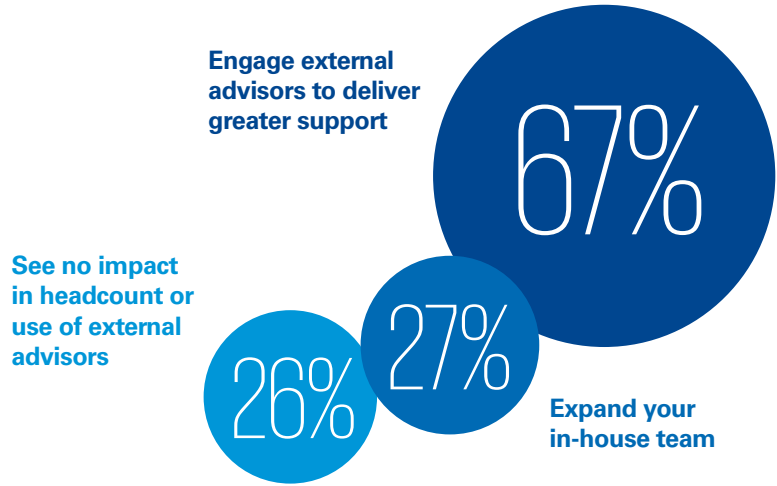 Engage external
advisors to deliver
greater support
67%
See no impact
in headcount or
use of external
advisors
26%
27%
Expand your
in-house team